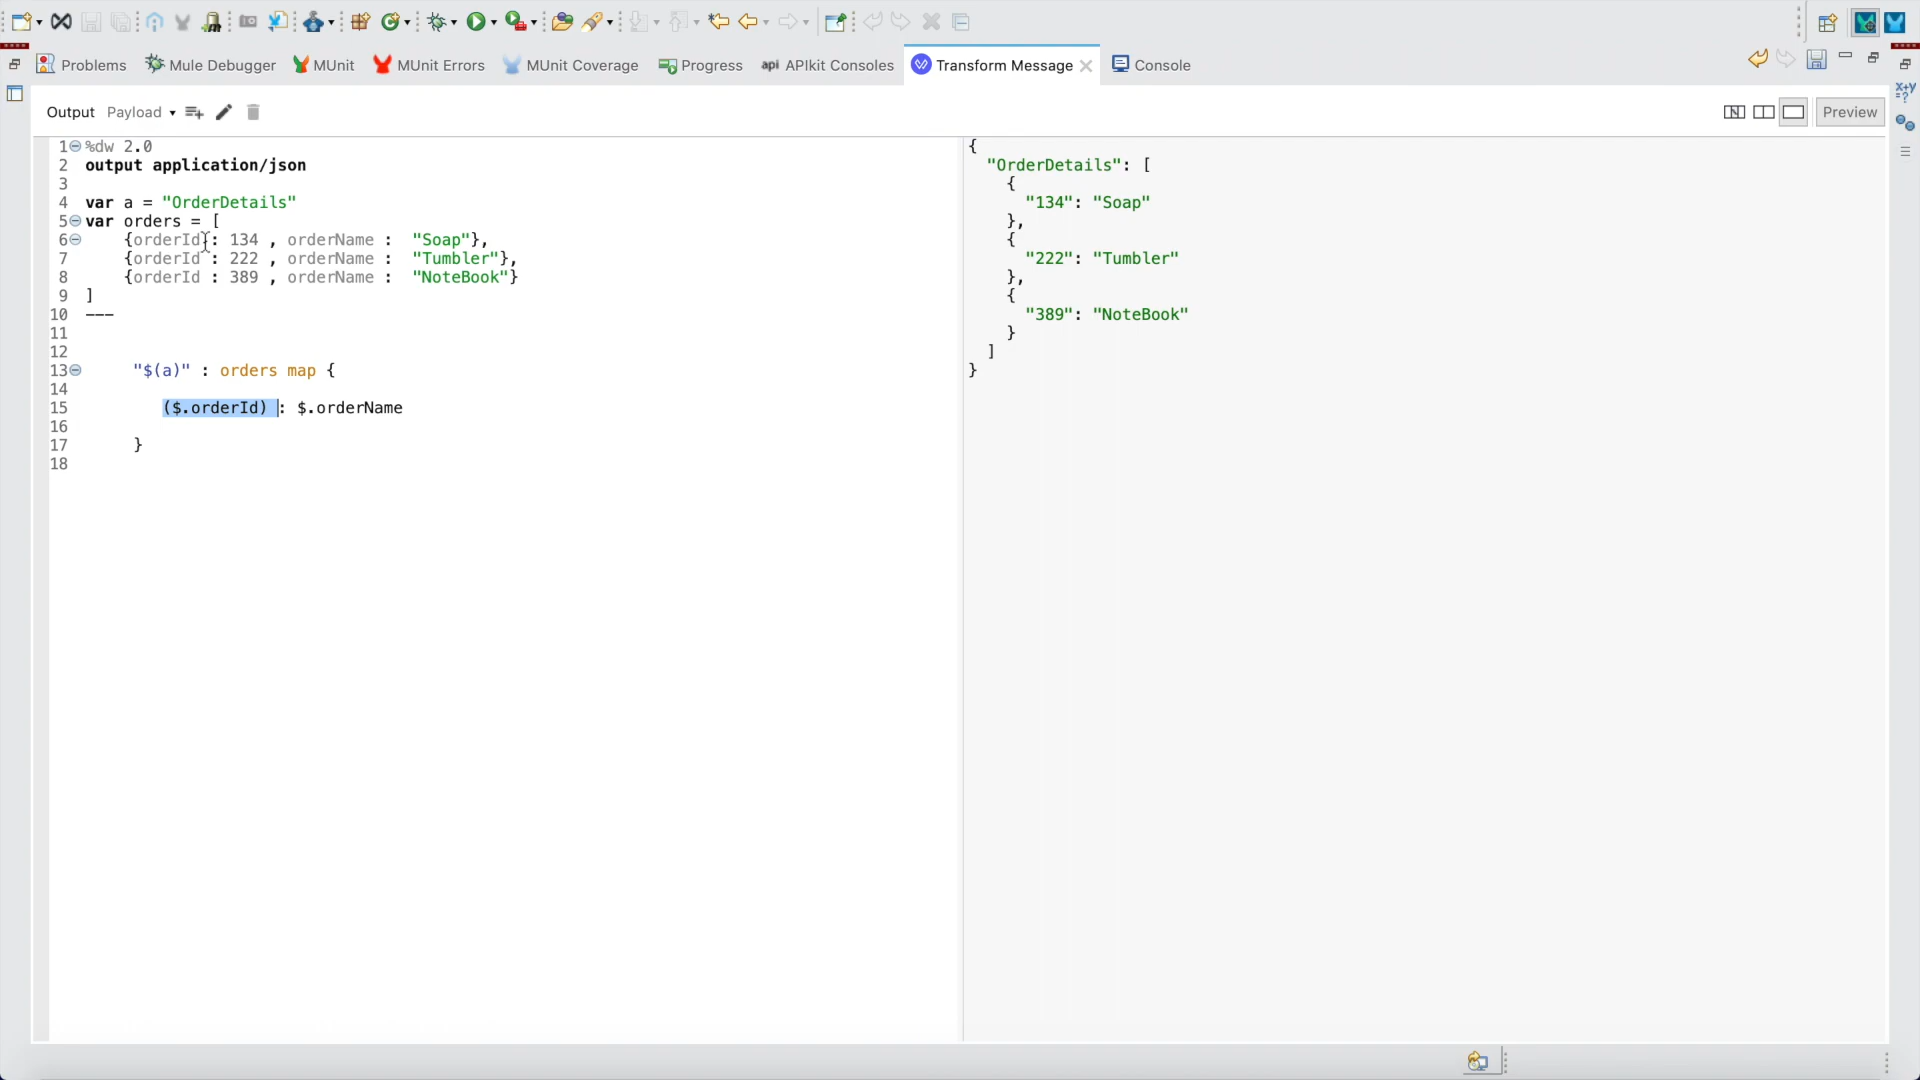 Problems Mule Debugger MUnit MUnit Errors MUnit Coverage Progress api APIkit Consoles Transform Message Console
Output Payload Preview
1 %dw 2.0
2 output application/json
3
4 var a = "OrderDetails"
5 var orders = [
6 {orderId : 134 , orderName : "Soap"},
7 {orderId : 222 , orderName : "Tumbler"},
8 {orderId : 389 , orderName : "NoteBook"}
9 ]
10 ---
11
12
13 "$(a)" : orders map {
14
15 ($.orderId) : $.orderName
16
17 }
18
{
"OrderDetails": [
{
"134": "Soap"
},
{
"222": "Tumbler"
},
{
"389": "NoteBook"
}
]
}